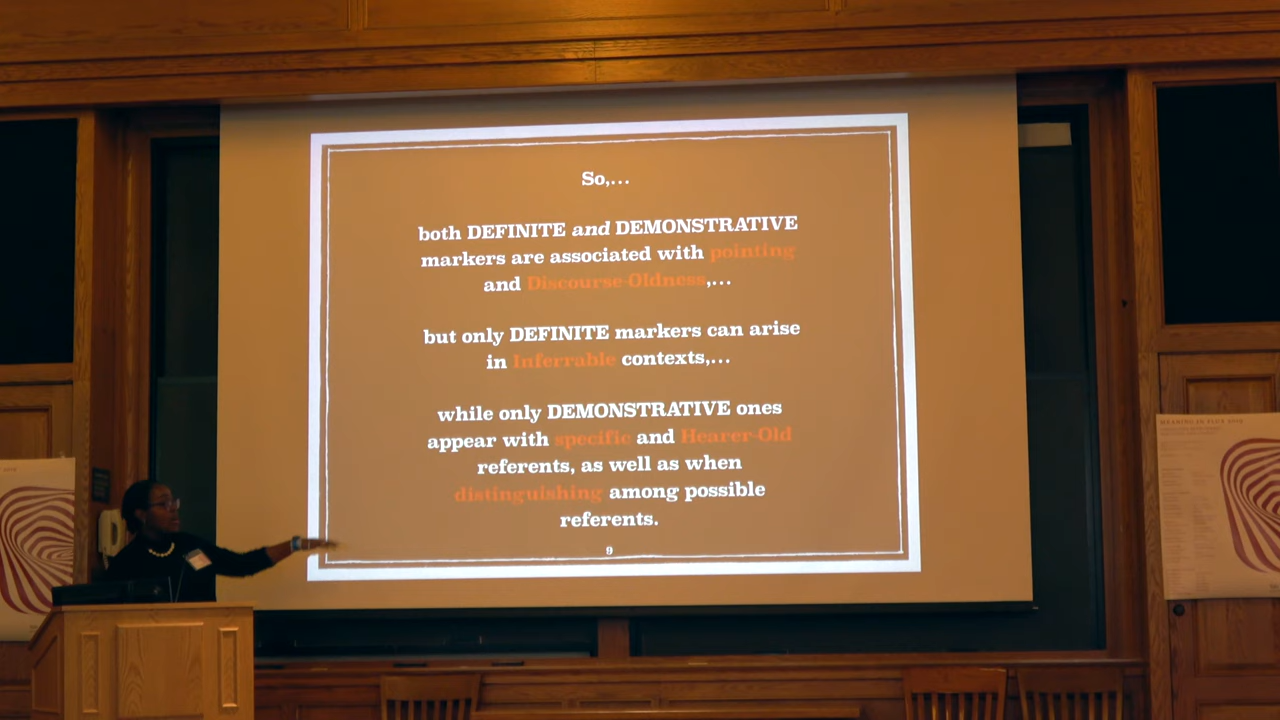 So,...
both DEFINITE and DEMONSTRATIVE
markers are associated with pointing
and Discourse-Oldness,...
but only DEFINITE markers can arise
in Inferrable contexts,...
while only DEMONSTRATIVE ones
appear with specific and Hearer-Old
referents, as well as when
distinguishing among possible
referents.
9